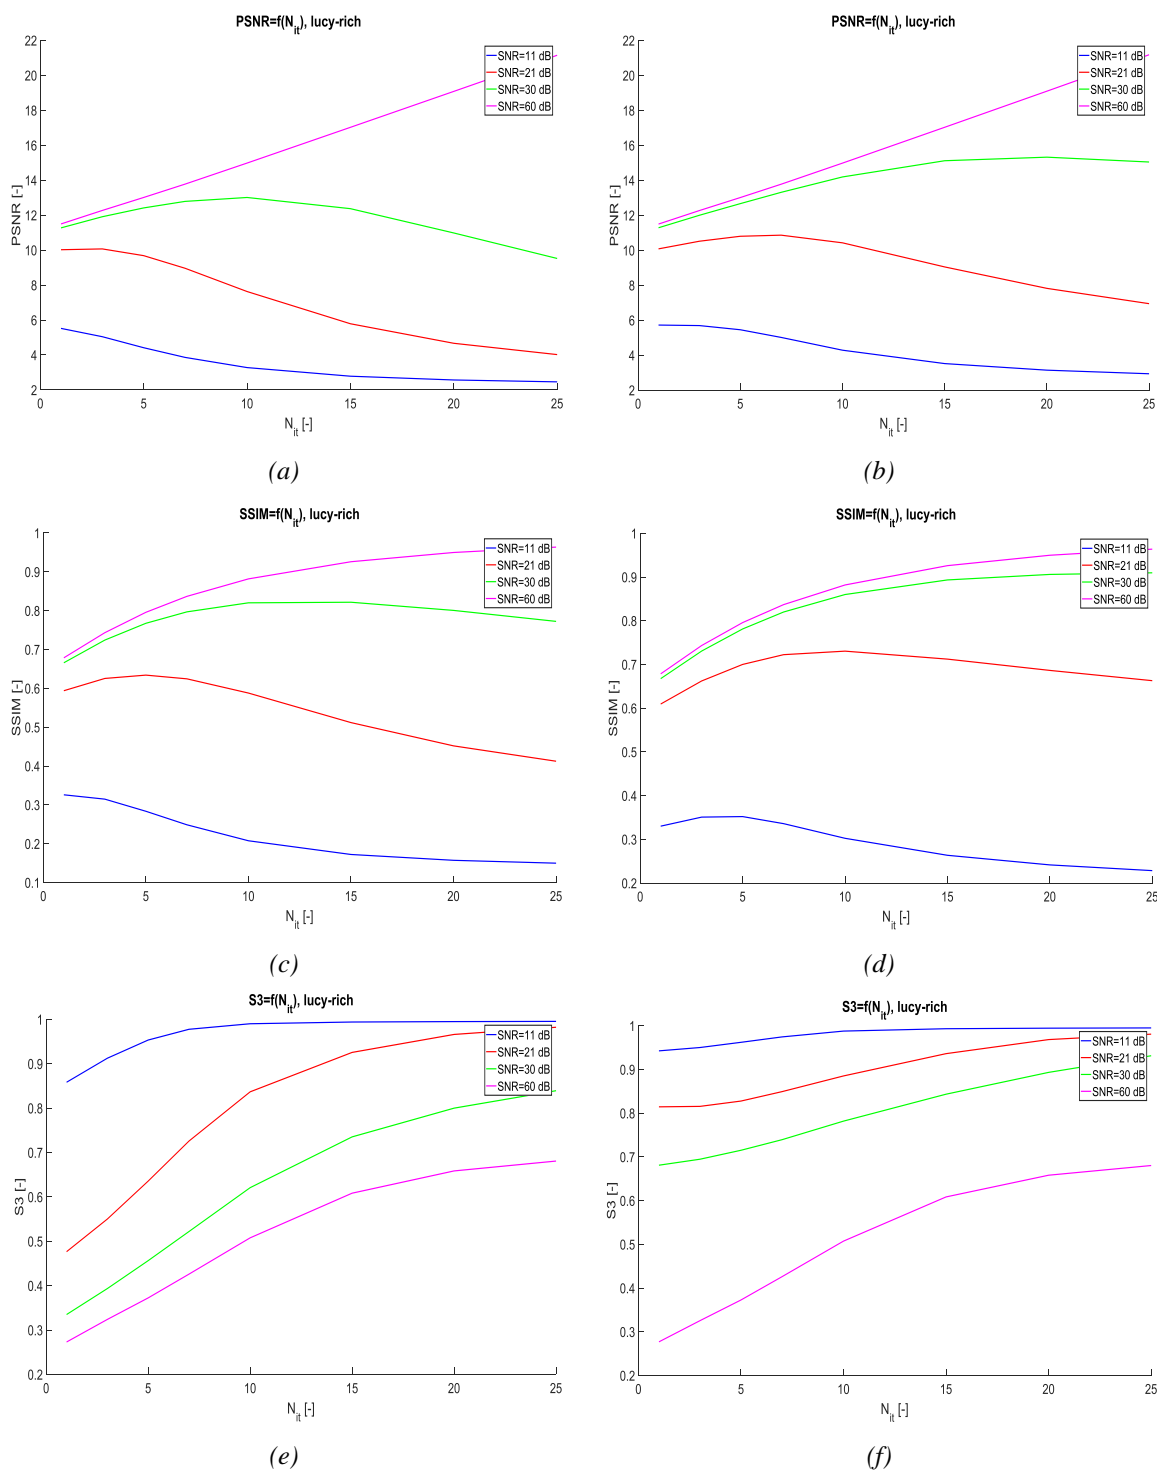 PSNR=f(N_it), lucy-rich
22
20
18
16
14
12
10
8
6
4
2
PSNR [-]
SNR=11 dB
SNR=21 dB
SNR=30 dB
SNR=60 dB
0 5 10 15 20 25
N_it [-]
(a)
PSNR=f(N_it), lucy-rich
22
20
18
16
14
12
10
8
6
4
2
PSNR [-]
SNR=11 dB
SNR=21 dB
SNR=30 dB
SNR=60 dB
0 5 10 15 20 25
N_it [-]
(b)
SSIM=f(N_it), lucy-rich
1
0.9
0.8
0.7
0.6
0.5
0.4
0.3
0.2
0.1
SSIM [-]
SNR=11 dB
SNR=21 dB
SNR=30 dB
SNR=60 dB
0 5 10 15 20 25
N_it [-]
(c)
SSIM=f(N_it), lucy-rich
1
0.9
0.8
0.7
0.6
0.5
0.4
0.3
0.2
SSIM [-]
SNR=11 dB
SNR=21 dB
SNR=30 dB
SNR=60 dB
0 5 10 15 20 25
N_it [-]
(d)
S3=f(N_it), lucy-rich
1
0.9
0.8
0.7
0.6
0.5
0.4
0.3
0.2
S3 [-]
SNR=11 dB
SNR=21 dB
SNR=30 dB
SNR=60 dB
0 5 10 15 20 25
N_it [-]
(e)
S3=f(N_it), lucy-rich
1
0.9
0.8
0.7
0.6
0.5
0.4
0.3
0.2
S3 [-]
SNR=11 dB
SNR=21 dB
SNR=30 dB
SNR=60 dB
0 5 10 15 20 25
N_it [-]
(f)